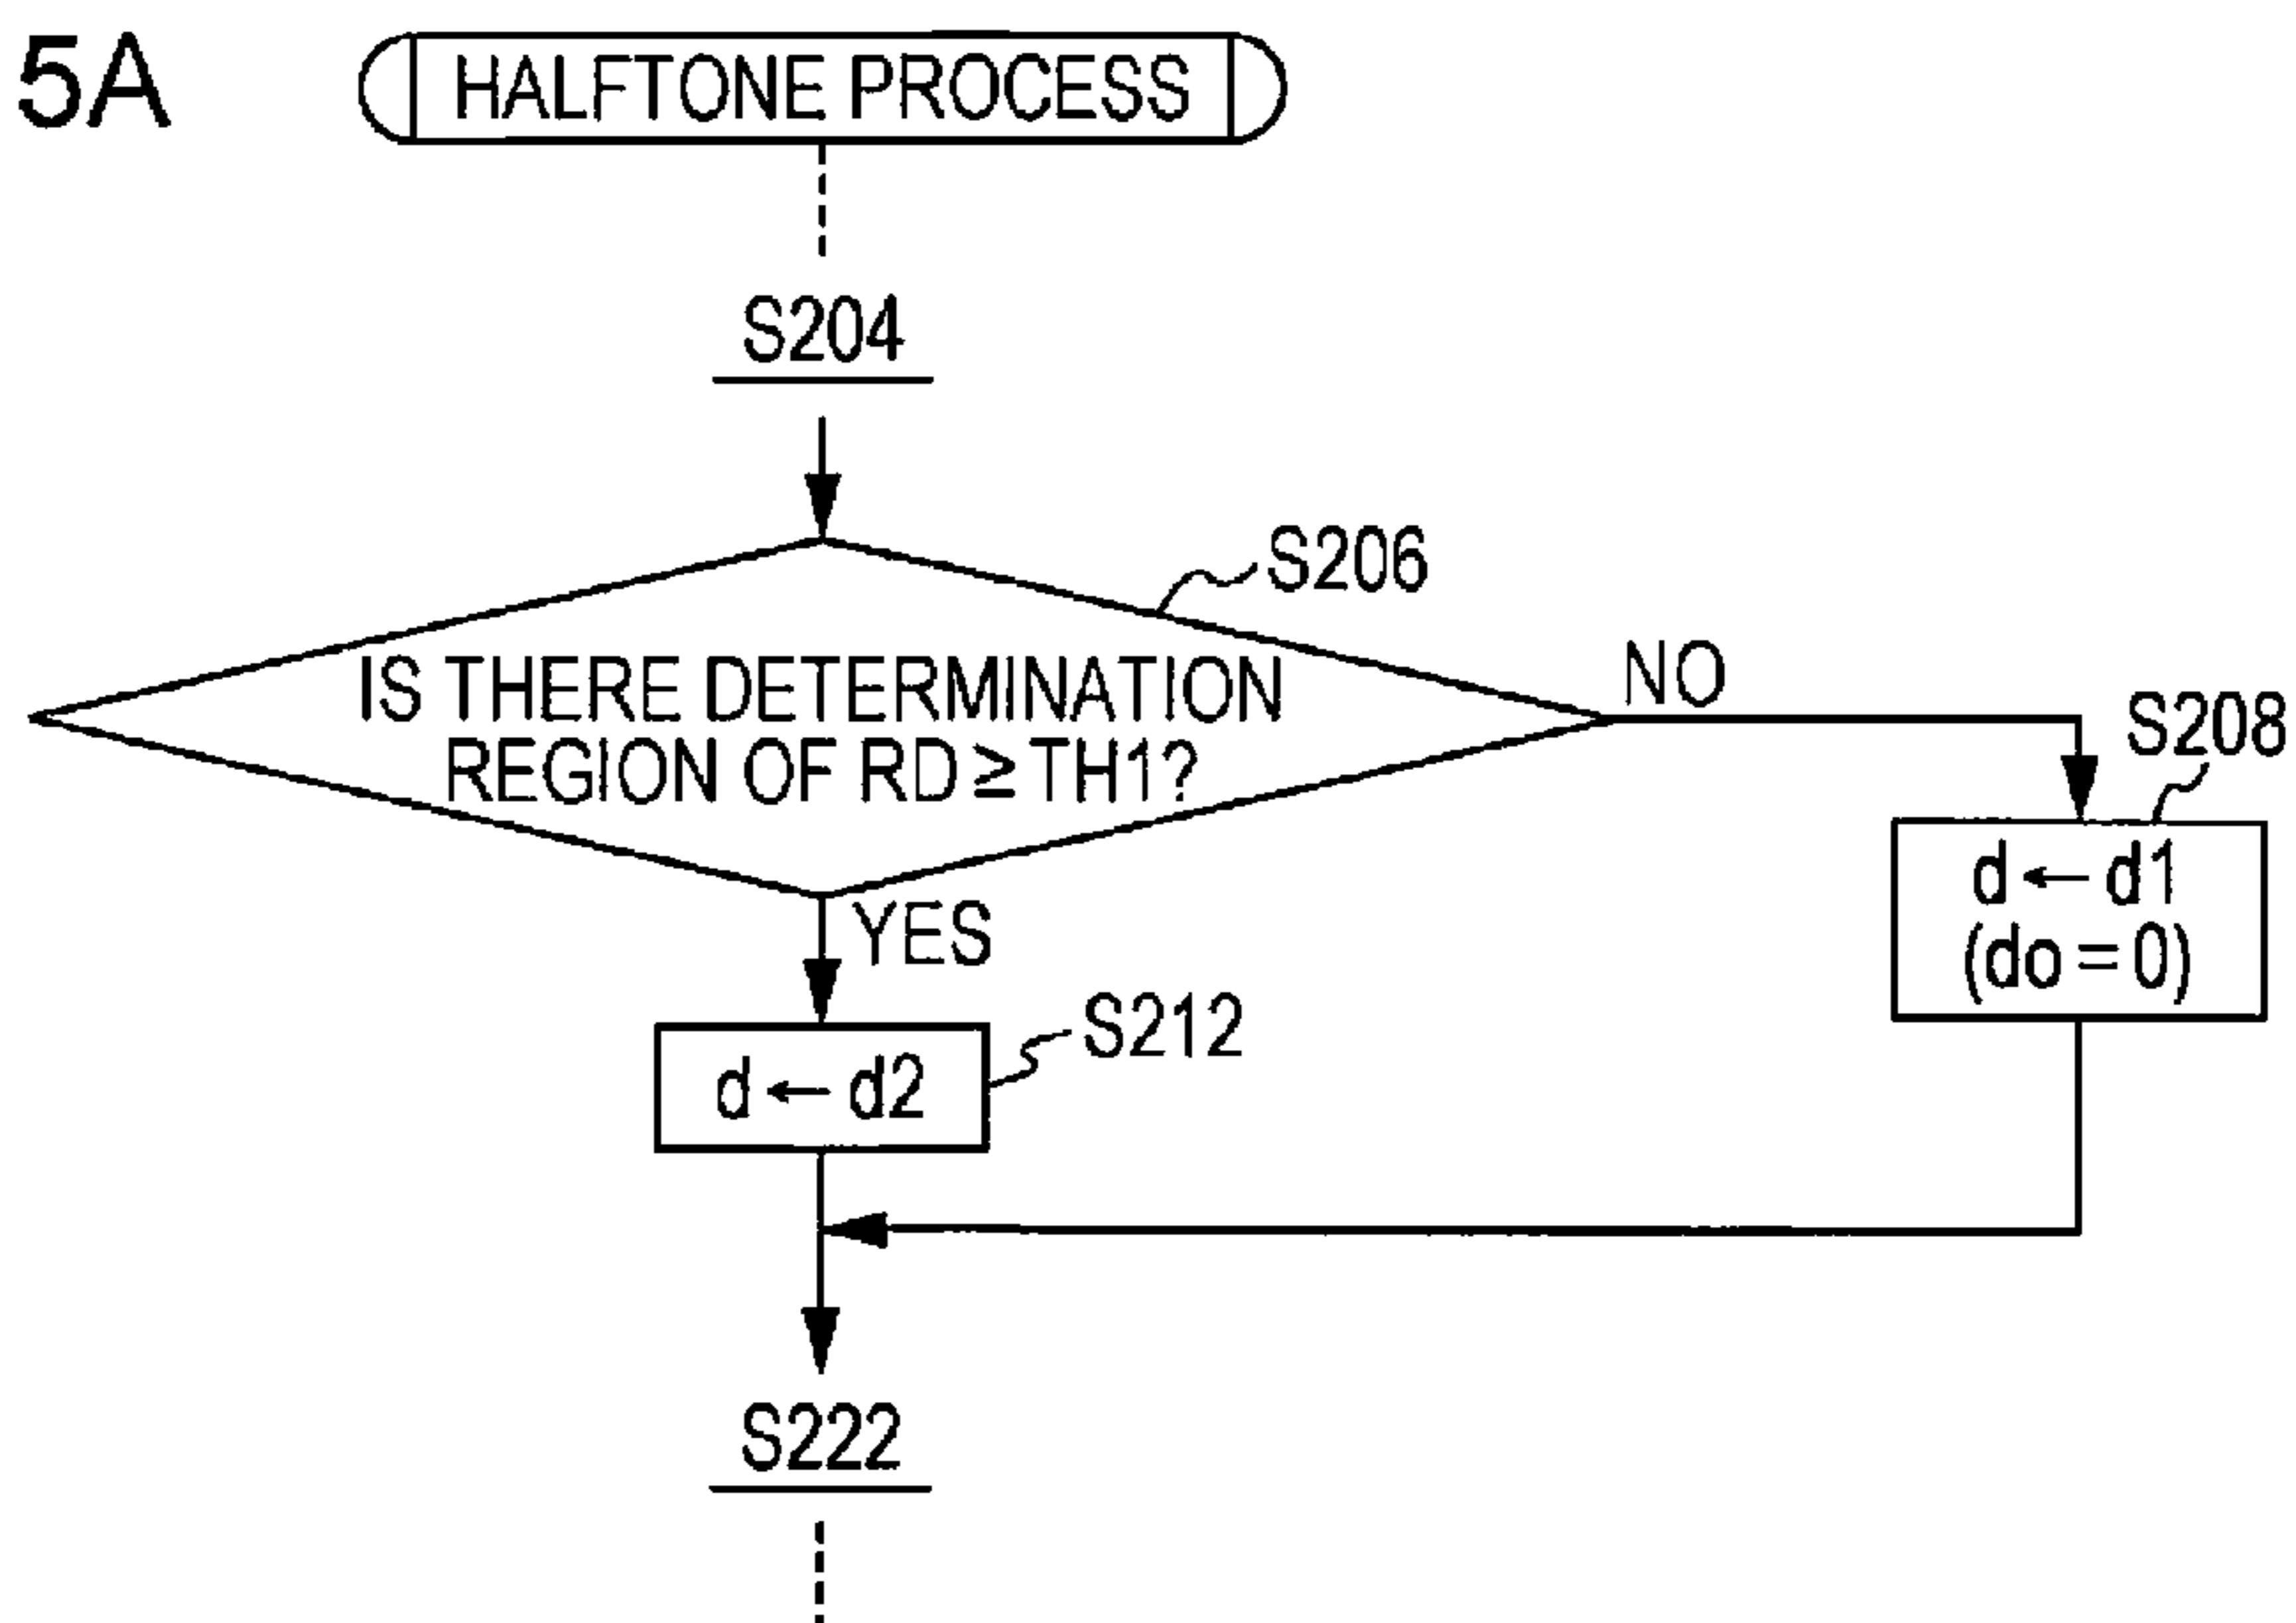 5A
HALFTONE PROCESS
S204
S206
IS THERE DETERMINATION
REGION OF RD ≥ TH1?
NO
S208
d ← d1
(do = 0)
YES
S212
d ← d2
S222